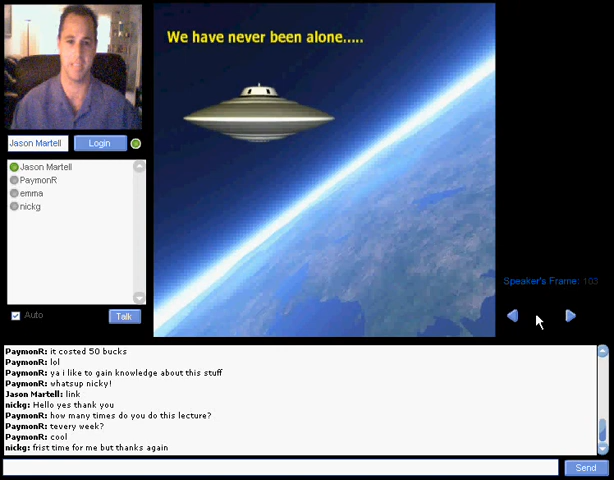 We have never been alone.....
Jason Martell
Login
Jason Martell
PaymonR
emma
nickg
Auto
Talk
Speaker's Frame: 103
PaymonR: it costed 50 bucks
PaymonR: lol
PaymonR: ya i like to gain knowledge about this stuff
PaymonR: whatsup nicky!
Jason Martell: link
nickg: Hello yes thank you
PaymonR: how many times do you do this lecture?
PaymonR: tevery week?
PaymonR: cool
nickg: frist time for me but thanks again
Send